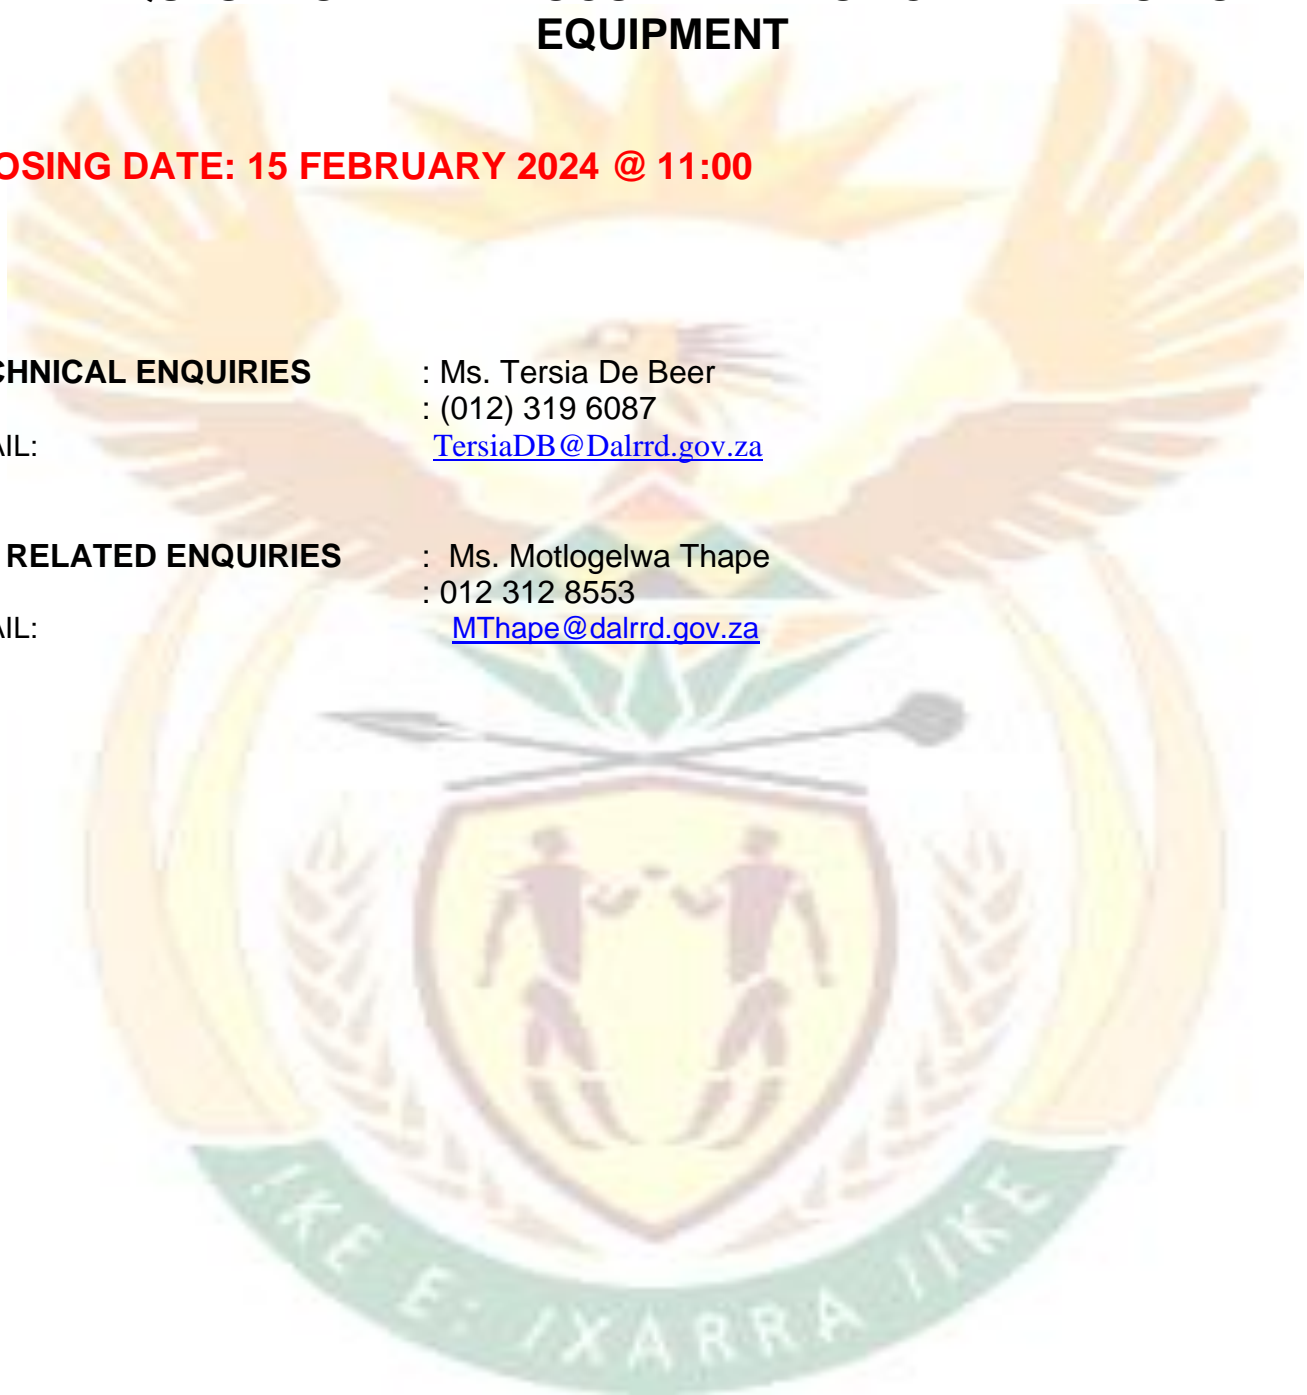 EQUIPMENT
OSING DATE: 15 FEBRUARY 2024 @ 11:00
CHNICAL ENQUIRIES : Ms. Tersia De Beer
: (012) 319 6087
AIL: TersiaDB@Dalrrd.gov.za
RELATED ENQUIRIES : Ms. Motlogelwa Thape
: 012 312 8553
AIL: MThape@dalrrd.gov.za
!KE E: /XARRA //KE